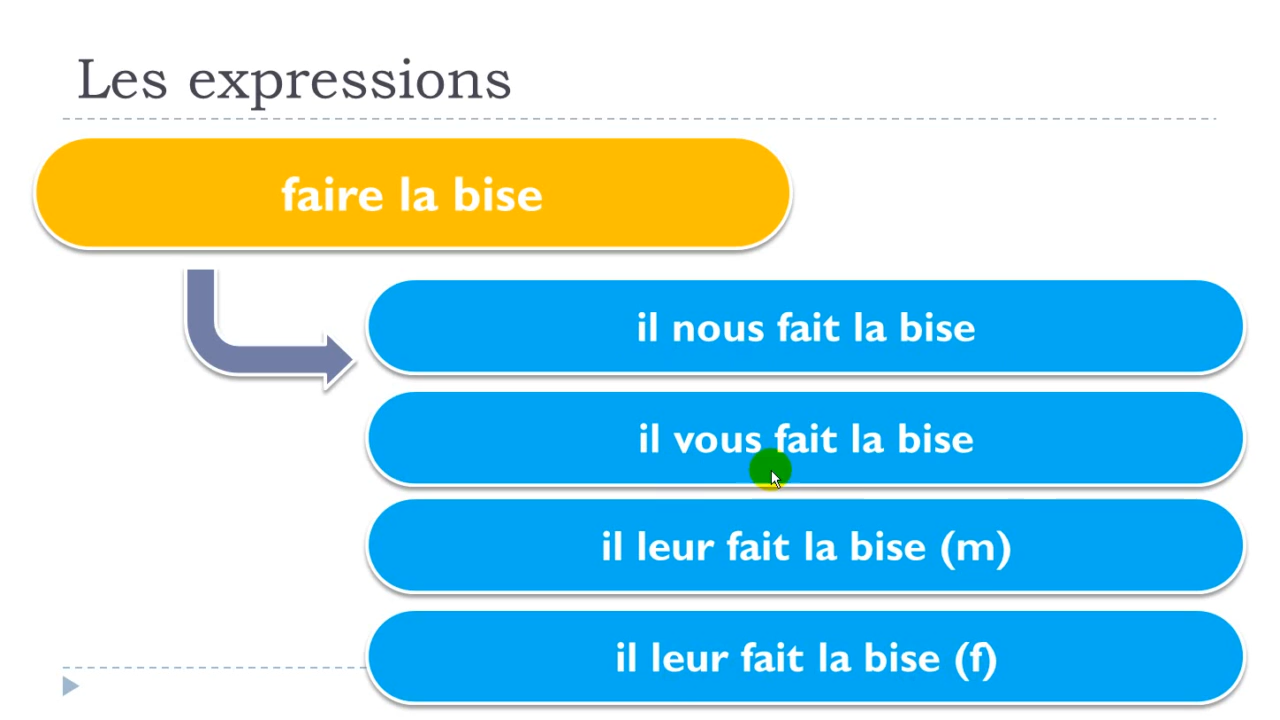 Les expressions
faire la bise
il nous fait la bise
il vous fait la bise
il leur fait la bise (m)
il leur fait la bise (f)